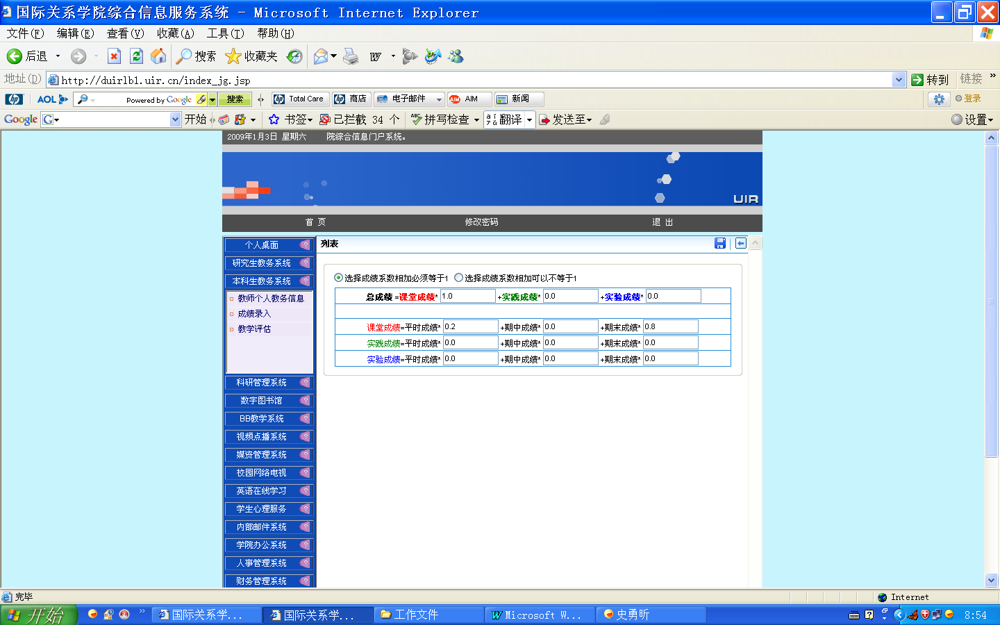 国际关系学院综合信息服务系统 - Microsoft Internet Explorer
文件(F) 编辑(E) 查看(V) 收藏(A) 工具(T) 帮助(H)
后退 搜索 收藏夹
地址(D) http://duirlb1.uir.cn/index_jg.jsp 转到 链接 »
hp AOL Powered by Google 搜索 Total Care 商店 电子邮件 AIM 新闻 登录
Google G 开始 书签 已拦截 34 个 拼写检查 翻译 发送至 设置
2009年1月3日 星期六 院综合信息门户系统。
UIR
首 页 修改密码 退 出
个人桌面
研究生教务系统
本科生教务系统
教师个人教务信息
成绩录入
教学评估
科研管理系统
数字图书馆
BB教学系统
视频点播系统
媒资管理系统
校园网络电视
英语在线学习
学生心理服务
内部邮件系统
学院办公系统
人事管理系统
财务管理系统
列表
选择成绩系数相加必须等于1 选择成绩系数相加可以不等于1
总成绩 =课堂成绩* 1.0 +实践成绩* 0.0 +实验成绩* 0.0
课堂成绩=平时成绩* 0.2 +期中成绩* 0.0 +期末成绩* 0.8
实践成绩=平时成绩* 0.0 +期中成绩* 0.0 +期末成绩* 0.0
实验成绩=平时成绩* 0.0 +期中成绩* 0.0 +期末成绩* 0.0
完毕 Internet
开始 » 国际关系学... 国际关系学... 工作文件 Microsoft W... 史勇昕 8:54